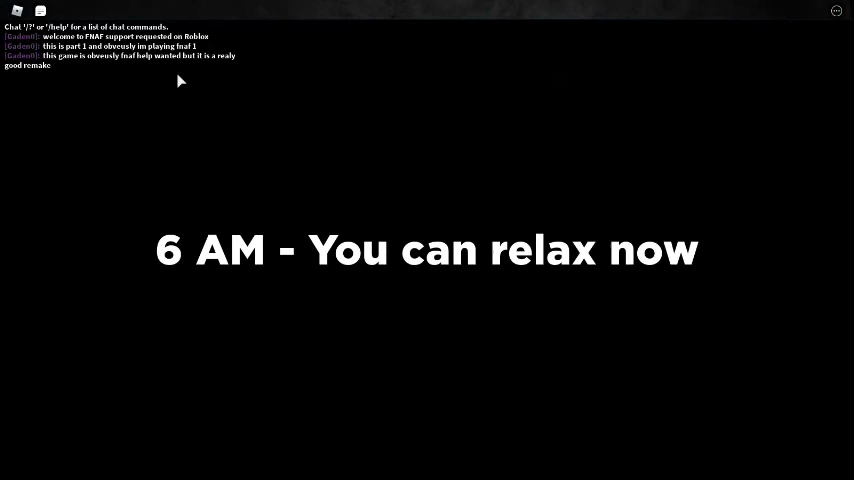 Chat '/?' or '/help' for a list of chat commands.
[Gaden0]: welcome to FNAF support requested on Roblox
[Gaden0]: this is part 1 and obveusly im playing fnaf 1
[Gaden0]: this game is obveusly fnaf help wanted but it is a realy
good remake
6 AM - You can relax now